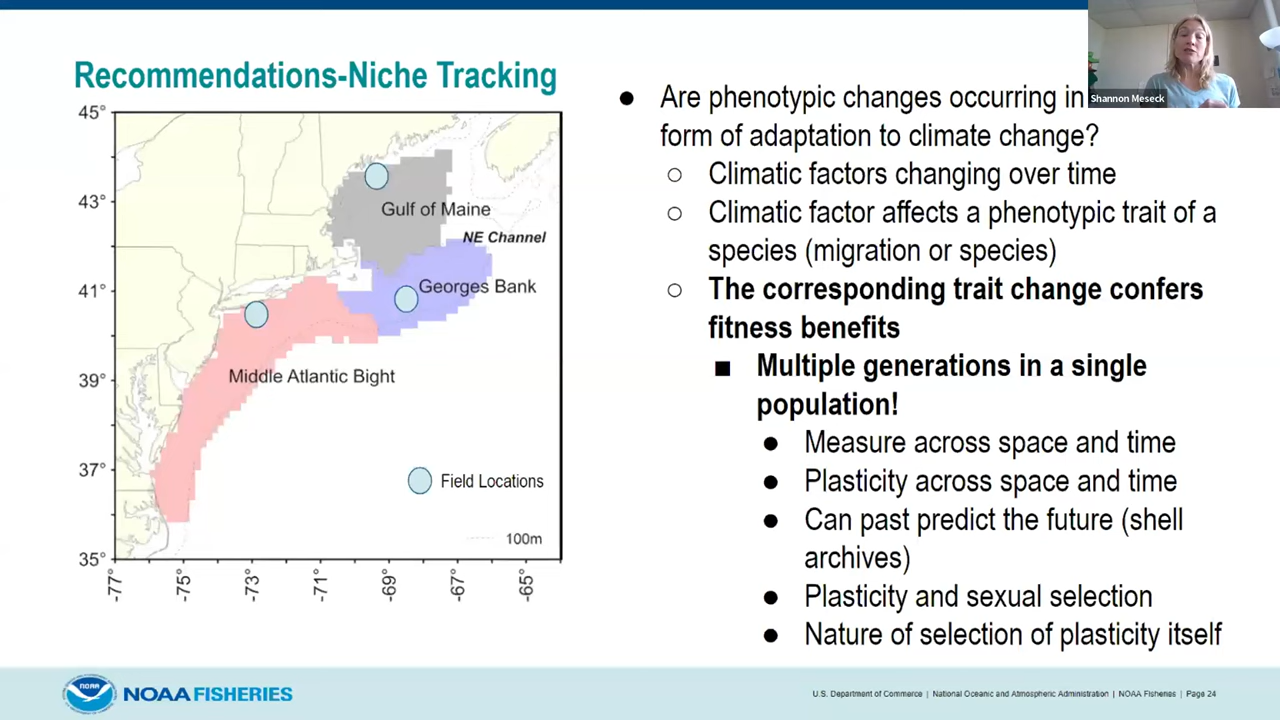 Recommendations-Niche Tracking
45°
43°
41°
39°
37°
35°
-77°
-75°
-73°
-71°
-69°
-67°
-65°
Gulf of Maine
NE Channel
Georges Bank
Middle Atlantic Bight
Field Locations
100m
Shannon Meseck
● Are phenotypic changes occurring in
form of adaptation to climate change?
○ Climatic factors changing over time
○ Climatic factor affects a phenotypic trait of a
species (migration or species)
○ The corresponding trait change confers
fitness benefits
■ Multiple generations in a single
population!
● Measure across space and time
● Plasticity across space and time
● Can past predict the future (shell
archives)
● Plasticity and sexual selection
● Nature of selection of plasticity itself
NOAA
NOAA FISHERIES
U.S. Department of Commerce | National Oceanic and Atmospheric Administration | NOAA Fisheries | Page 24